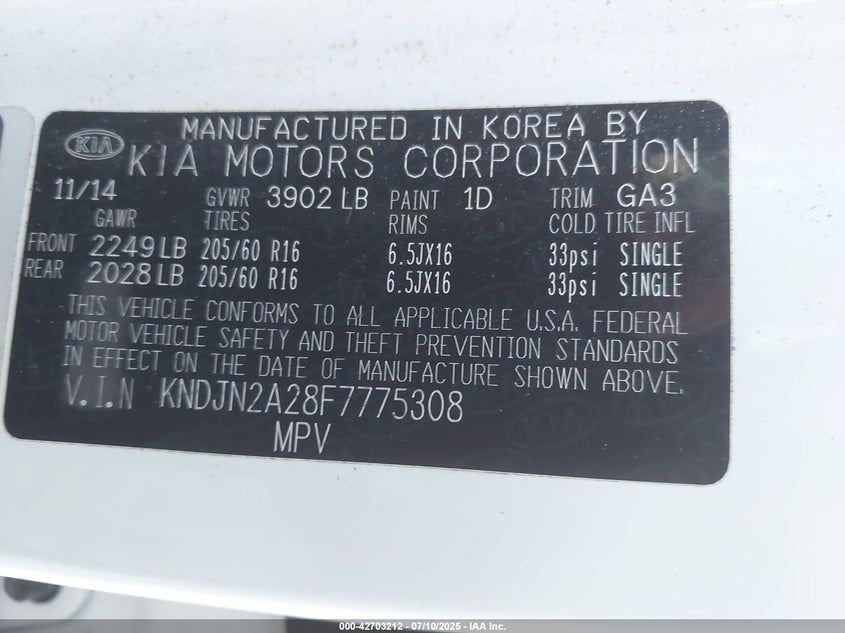 KIA
MANUFACTURED IN KOREA BY
KIA MOTORS CORPORATION
11/14 GVWR 3902 LB PAINT 1D TRIM GA3
GAWR TIRES RIMS COLD TIRE INFL
FRONT 2249 LB 205/60 R16 6.5JX16 33psi SINGLE
REAR 2028 LB 205/60 R16 6.5JX16 33psi SINGLE
THIS VEHICLE CONFORMS TO ALL APPLICABLE U.S.A. FEDERAL
MOTOR VEHICLE SAFETY AND THEFT PREVENTION STANDARDS
IN EFFECT ON THE DATE OF MANUFACTURE SHOWN ABOVE.
V.I.N KNDJN2A28F7775308
MPV
000-42703212 - 07/10/2025 - IAA Inc.